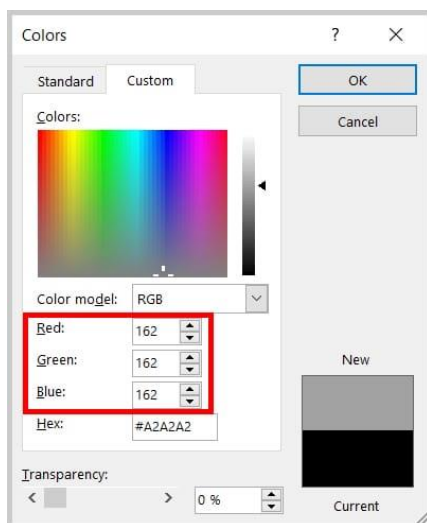 Colors
?
Standard
Custom
OK
Cancel
Colors:
Color model:
RGB
Red:
162
Green:
162
Blue:
162
Hex:
#A2A2A2
New
Transparency:
0 %
Current